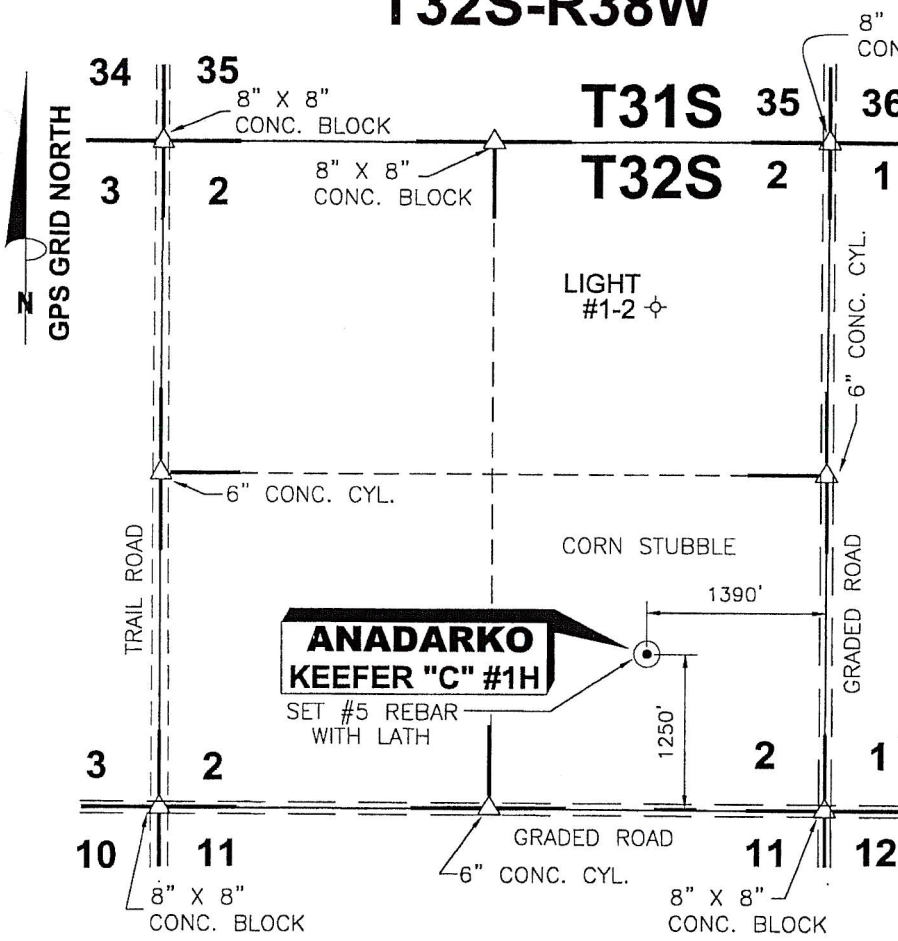 T32S-R38W
8"
34
35
8" X 8"
CONC. BLOCK
T31S
35
36
8" X 8"
CONC. BLOCK
T32S
3
2
2
1
GPS GRID NORTH
N
LIGHT
#1-2
6" CONC. CYL.
6" CONC. CYL.
CORN STUBBLE
TRAIL ROAD
1390'
GRADED ROAD
ANADARKO
KEEFER "C" #1H
SET #5 REBAR
WITH LATH
1250'
3
2
2
1
GRADED ROAD
10
11
6" CONC. CYL.
11
12
8" X 8"
CONC. BLOCK
8" X 8"
CONC. BLOCK